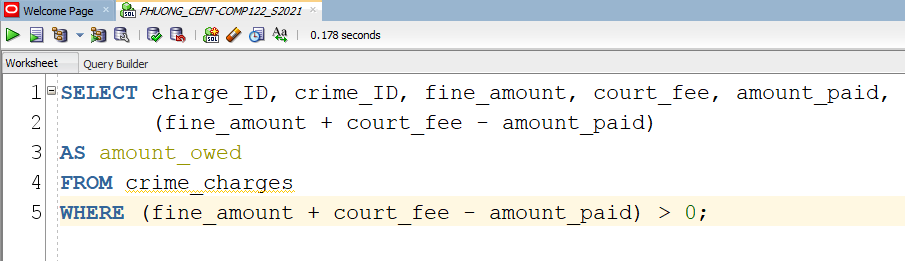 Welcome Page
PHUONG_CENT-COMP122_S2021
0.178 seconds
Worksheet Query Builder
1 SELECT charge_ID, crime_ID, fine_amount, court_fee, amount_paid,
2 (fine_amount + court_fee - amount_paid)
3 AS amount_owed
4 FROM crime_charges
5 WHERE (fine_amount + court_fee - amount_paid) > 0;